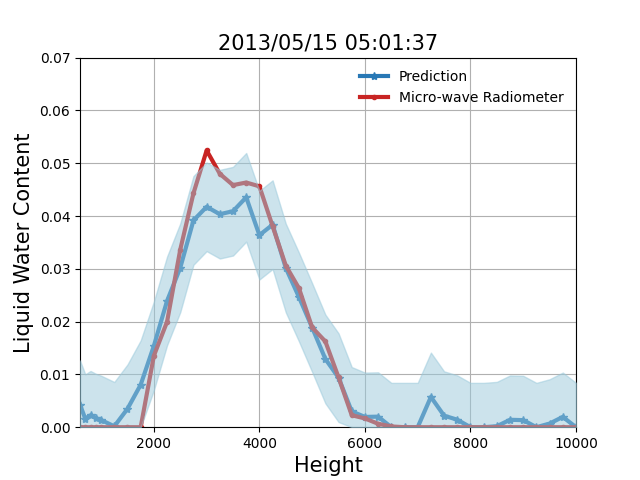 2013/05/15 05:01:37
Liquid Water Content
0.07
0.06
0.05
0.04
0.03
0.02
0.01
0.00
Prediction
Micro-wave Radiometer
2000 4000 6000 8000 10000
Height